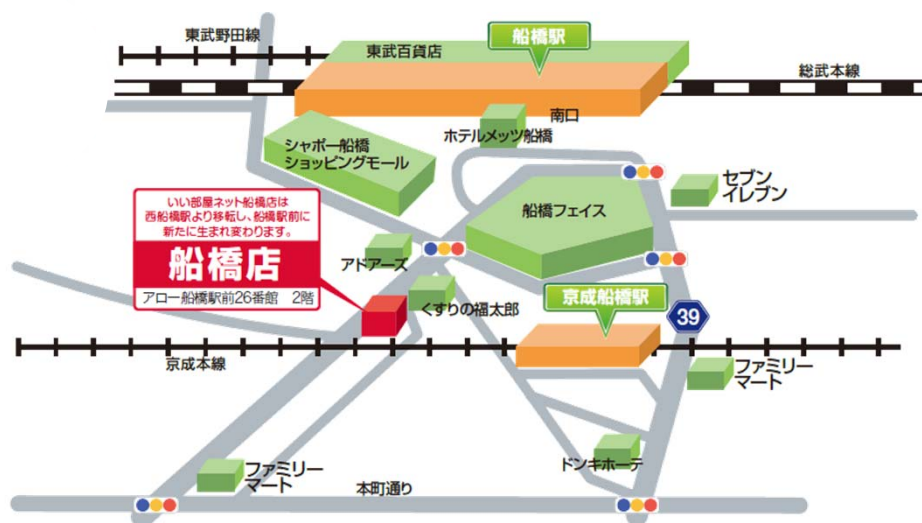 東武野田線
東武百貨店
船橋駅
総武本線
南口
ホテルメッツ船橋
シャポー船橋
ショッピングモール
セブン
イレブン
船橋フェイス
いい部屋ネット船橋店は
西船橋駅より移転し、船橋駅前に
新たに生まれ変わります。
船橋店
アロー船橋駅前26番館 2階
アドアーズ
くすりの福太郎
京成船橋駅
39
京成本線
ファミリー
マート
ドンキホーテ
ファミリー
マート
本町通り